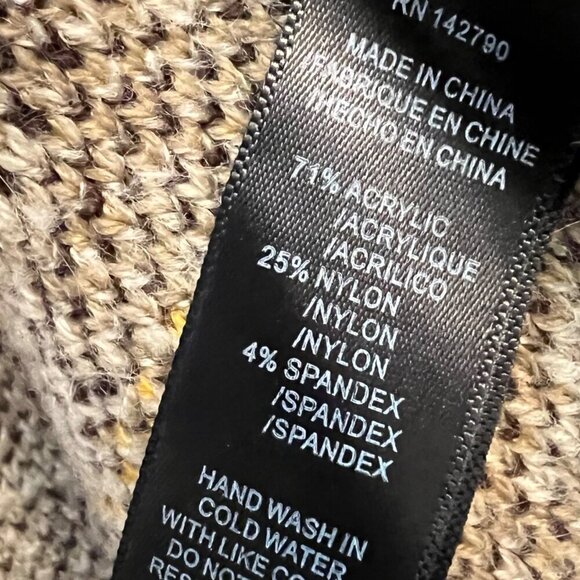 RN 142790
MADE IN CHINA
FABRIQUE EN CHINE
/HECHO EN CHINA
71% ACRYLIC
/ACRYLIQUE
/ACRILICO
25% NYLON
/NYLON
/NYLON
4% SPANDEX
/SPANDEX
/SPANDEX
HAND WASH IN
COLD WATER
WITH LIKE
DO NOT